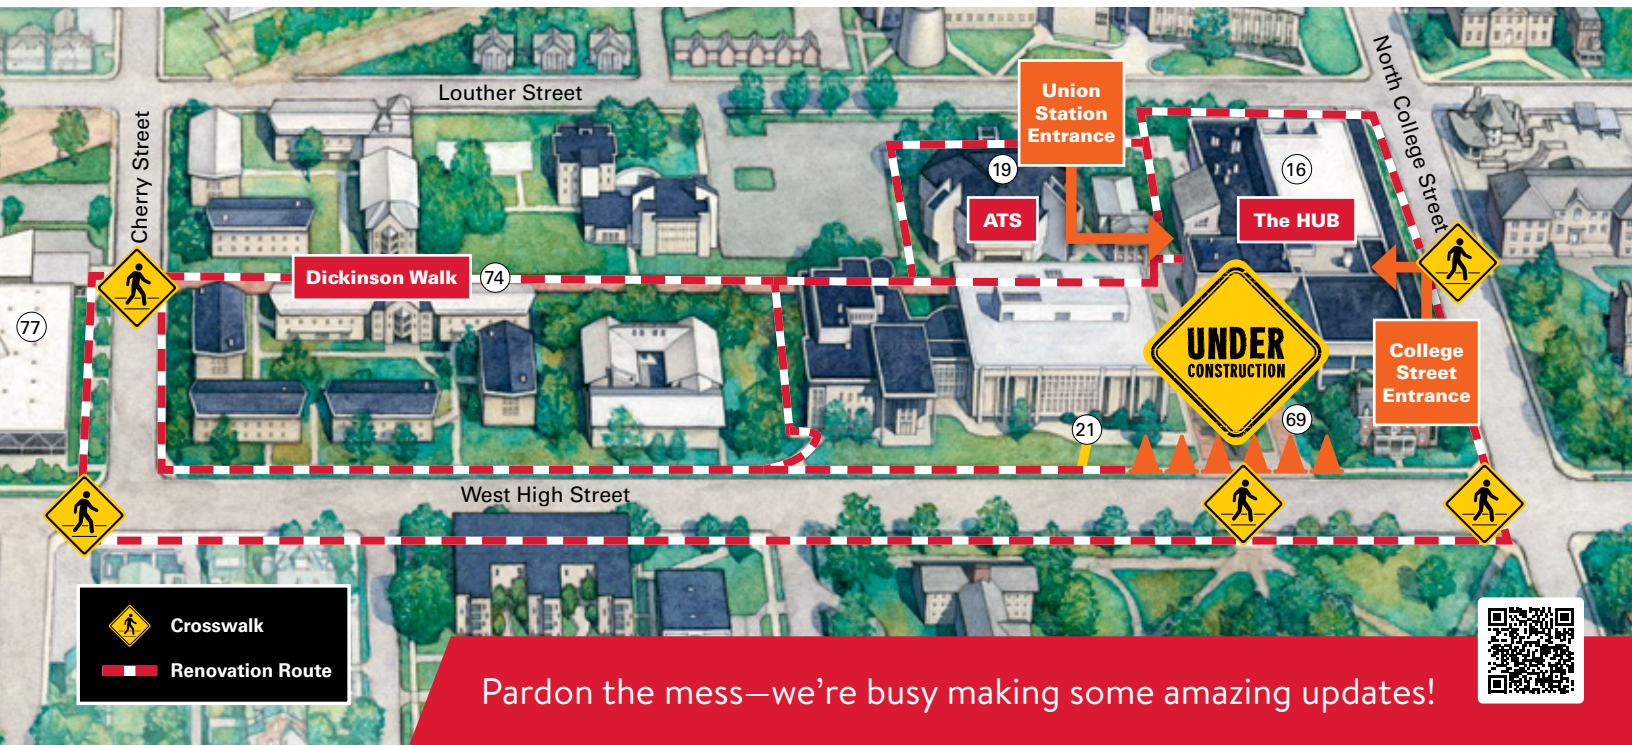 Louther Street
Cherry Street
North College Street
Union
Station
Entrance
19
16
ATS
The HUB
Dickinson Walk
74
77
UNDER
CONSTRUCTION
College
Street
Entrance
21
69
West High Street
Crosswalk
Renovation Route
Pardon the mess—we’re busy making some amazing updates!